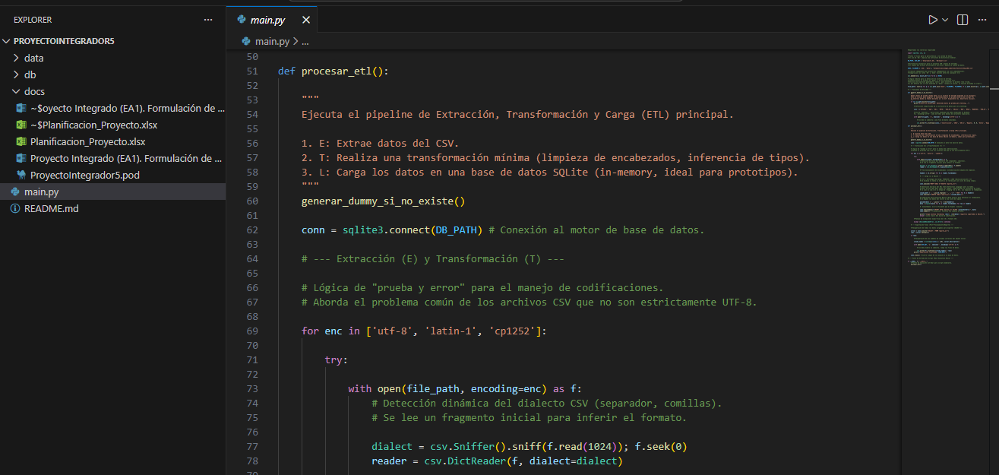 EXPLORER
...
main.py
PROYECTOINTEGRADOR5
main.py > ...
data
db
docs
~$oyecto Integrado (EA1). Formulación de ...
~$Planificacion_Proyecto.xlsx
Planificacion_Proyecto.xlsx
Proyecto Integrado (EA1). Formulación de ...
ProyectoIntegrador5.pod
main.py
README.md
50
51 def procesar_etl():
52
53 """
54 Ejecuta el pipeline de Extracción, Transformación y Carga (ETL) principal.
55
56 1. E: Extrae datos del CSV.
57 2. T: Realiza una transformación mínima (limpieza de encabezados, inferencia de tipos).
58 3. L: Carga los datos en una base de datos SQLite (in-memory, ideal para prototipos).
59 """
60 generar_dummy_si_no_existe()
61
62 conn = sqlite3.connect(DB_PATH) # Conexión al motor de base de datos.
63
64 # --- Extracción (E) y Transformación (T) ---
65
66 # Lógica de "prueba y error" para el manejo de codificaciones.
67 # Aborda el problema común de los archivos CSV que no son estrictamente UTF-8.
68
69 for enc in ['utf-8', 'latin-1', 'cp1252']:
70
71 try:
72
73 with open(file_path, encoding=enc) as f:
74 # Detección dinámica del dialecto CSV (separador, comillas).
75 # Se lee un fragmento inicial para inferir el formato.
76
77 dialect = csv.Sniffer().sniff(f.read(1024)); f.seek(0)
78 reader = csv.DictReader(f, dialect=dialect)